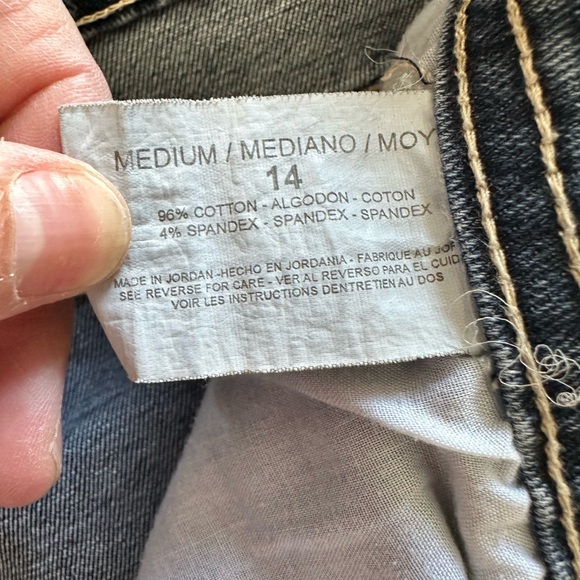 MEDIUM / MEDIANO / MOY
14
96% COTTON - ALGODON - COTON
4% SPANDEX - SPANDEX - SPANDEX
MADE IN JORDAN -HECHO EN JORDANIA - FABRIQUE AU JOR
SEE REVERSE FOR CARE - VER AL REVERSO PARA EL CUID
VOIR LES INSTRUCTIONS DENTRETIEN AU DOS